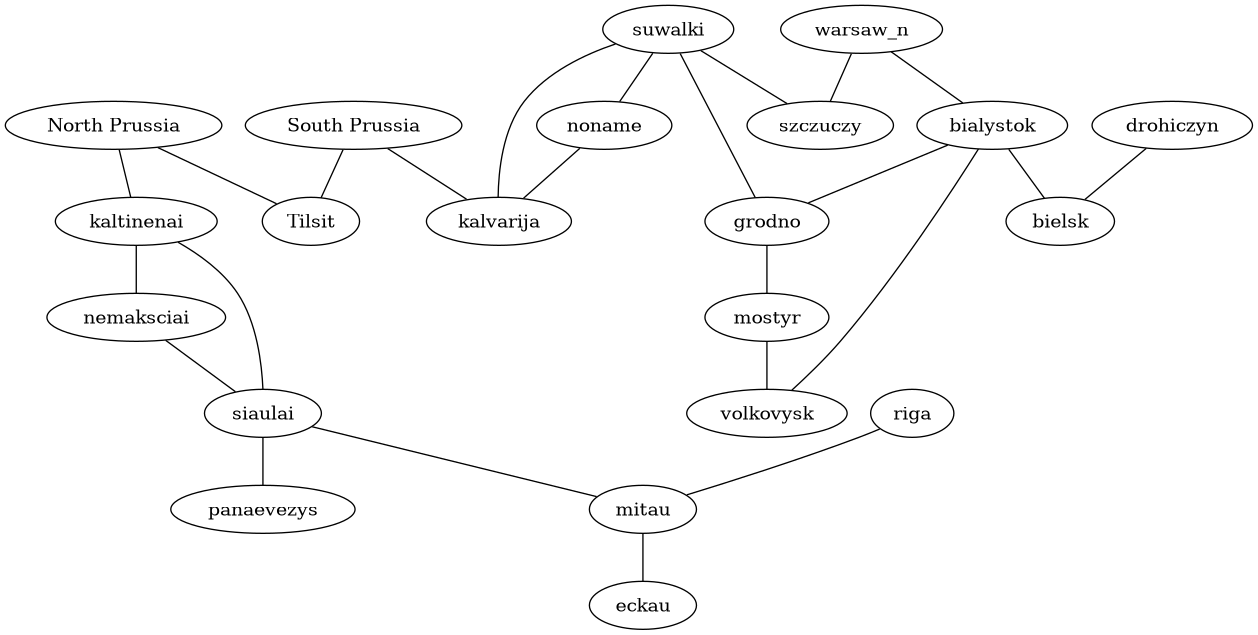 suwalki
warsaw_n
North Prussia
South Prussia
noname
szczuczy
bialystok
drohiczyn
kaltinenai
Tilsit
kalvarija
grodno
bielsk
nemaksciai
mostyr
siaulai
volkovysk
riga
panaevezys
mitau
eckau